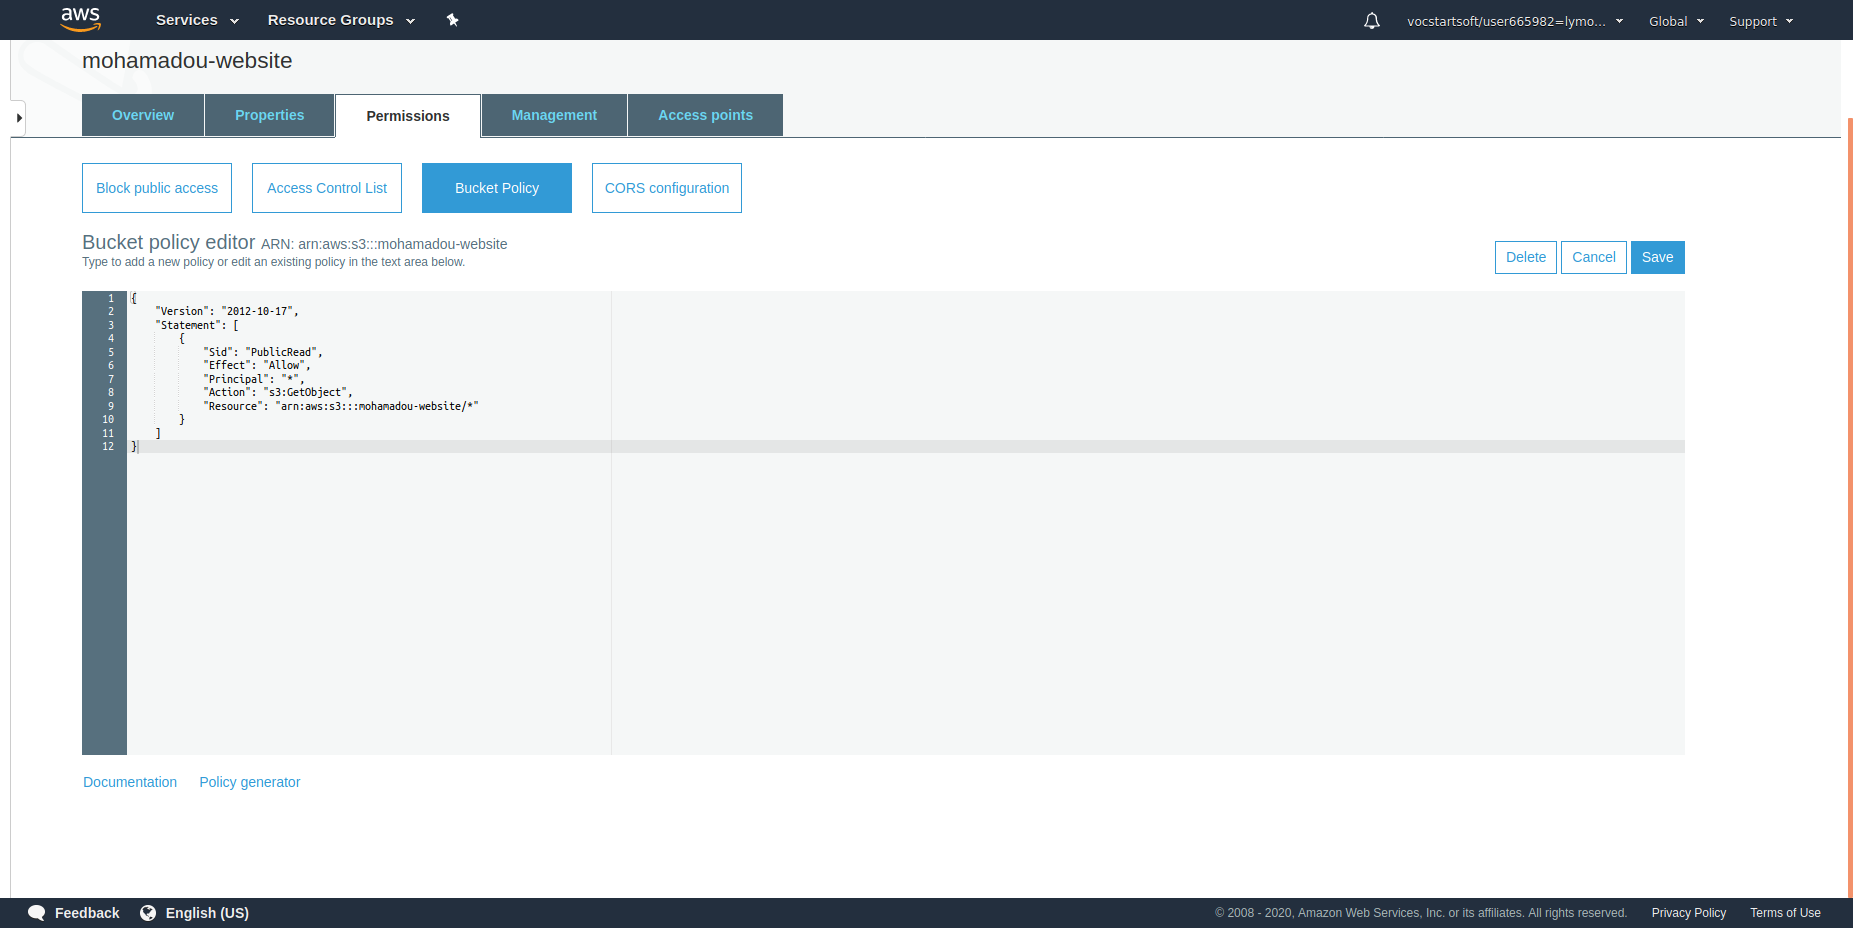 aws Services Resource Groups vocstartsoft/user665982=lymo... Global Support
mohamadou-website
Overview Properties Permissions Management Access points
Block public access Access Control List Bucket Policy CORS configuration
Bucket policy editor ARN: arn:aws:s3:::mohamadou-website
Type to add a new policy or edit an existing policy in the text area below.
Delete Cancel Save
1 {
2 "Version": "2012-10-17",
3 "Statement": [
4 {
5 "Sid": "PublicRead",
6 "Effect": "Allow",
7 "Principal": "*",
8 "Action": "s3:GetObject",
9 "Resource": "arn:aws:s3:::mohamadou-website/*"
10 }
11 ]
12 }
Documentation Policy generator
Feedback English (US) © 2008 - 2020, Amazon Web Services, Inc. or its affiliates. All rights reserved. Privacy Policy Terms of Use